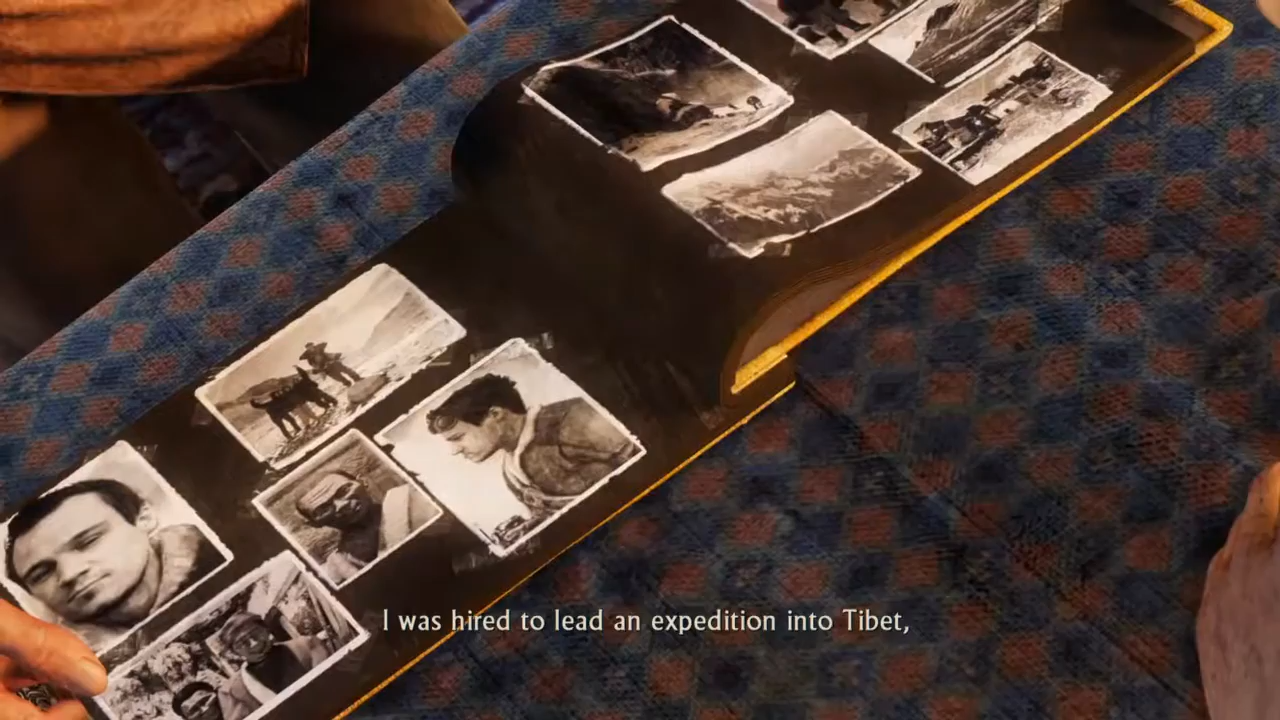 I was hired to lead an expedition into Tibet,